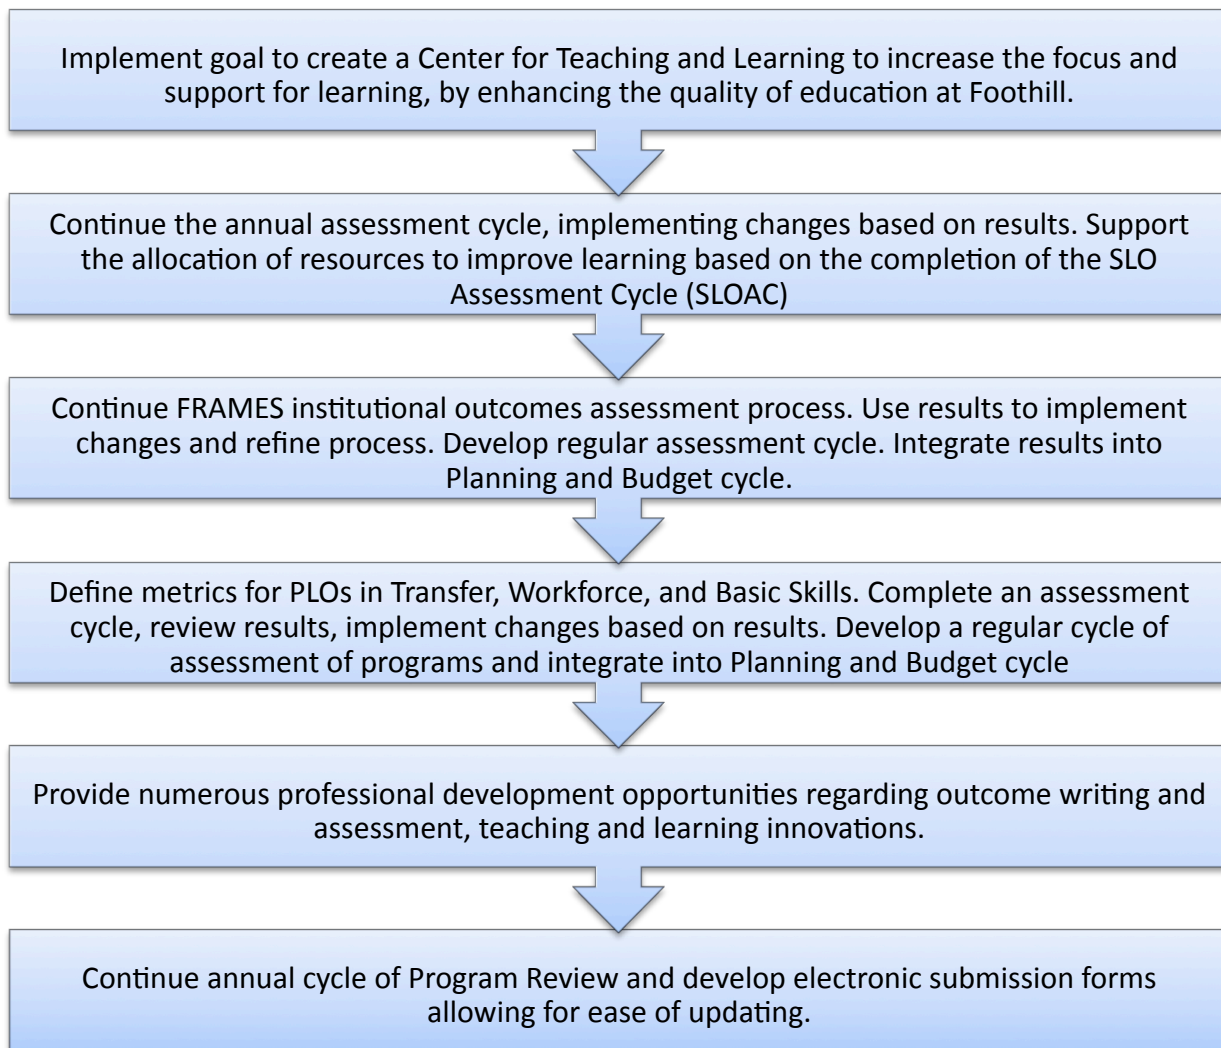 Implement goal to create a Center for Teaching and Learning to increase the focus and
support for learning, by enhancing the quality of education at Foothill.
Continue the annual assessment cycle, implementing changes based on results. Support
the allocation of resources to improve learning based on the completion of the SLO
Assessment Cycle (SLOAC)
Continue FRAMES institutional outcomes assessment process. Use results to implement
changes and refine process. Develop regular assessment cycle. Integrate results into
Planning and Budget cycle.
Define metrics for PLOs in Transfer, Workforce, and Basic Skills. Complete an assessment
cycle, review results, implement changes based on results. Develop a regular cycle of
assessment of programs and integrate into Planning and Budget cycle
Provide numerous professional development opportunities regarding outcome writing and
assessment, teaching and learning innovations.
Continue annual cycle of Program Review and develop electronic submission forms
allowing for ease of updating.